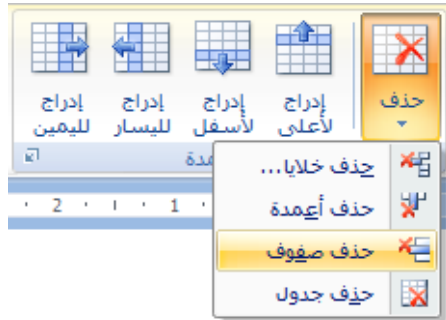 حذف
إدراج لأعلى
إدراج لأسفل
إدراج لليسار
إدراج لليمين
حذف خلايا...
حذف أعمدة
حذف صفوف
حذف جدول
1 2